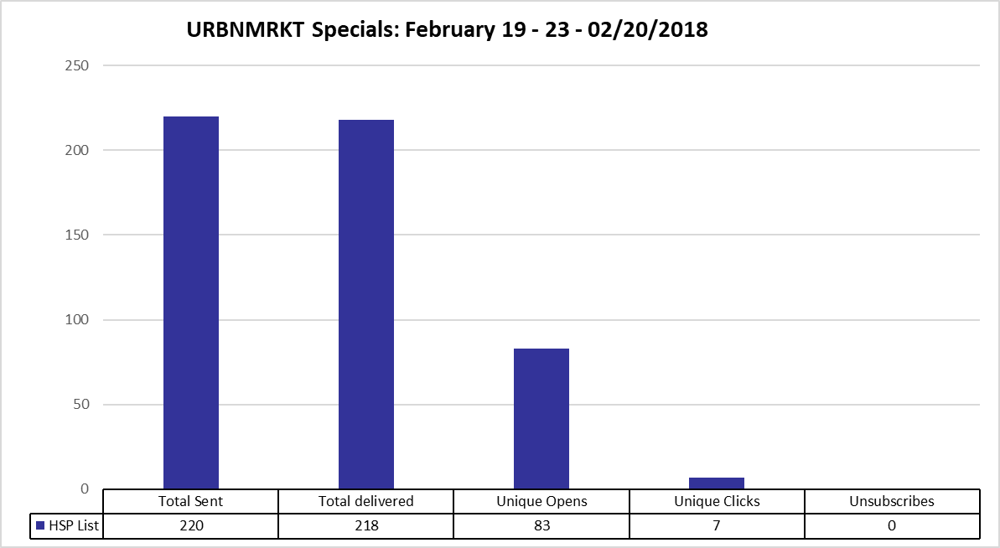 URBNMRKT Specials: February 19 - 23 - 02/20/2018
250
200
150
100
50
0
Total Sent Total delivered Unique Opens Unique Clicks Unsubscribes
HSP List 220 218 83 7 0